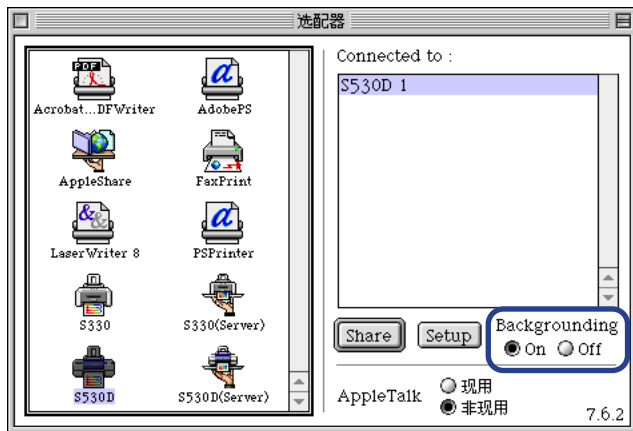 选配器
PDF
Acrobat...DFWriter
AdobePS
AppleShare
FaxPrint
LaserWriter 8
PSPrinter
S330
S330(Server)
S530D
S530D(Server)
Connected to :
S530D 1
Share
Setup
Backgrounding
On
Off
AppleTalk
现用
非现用
7.6.2